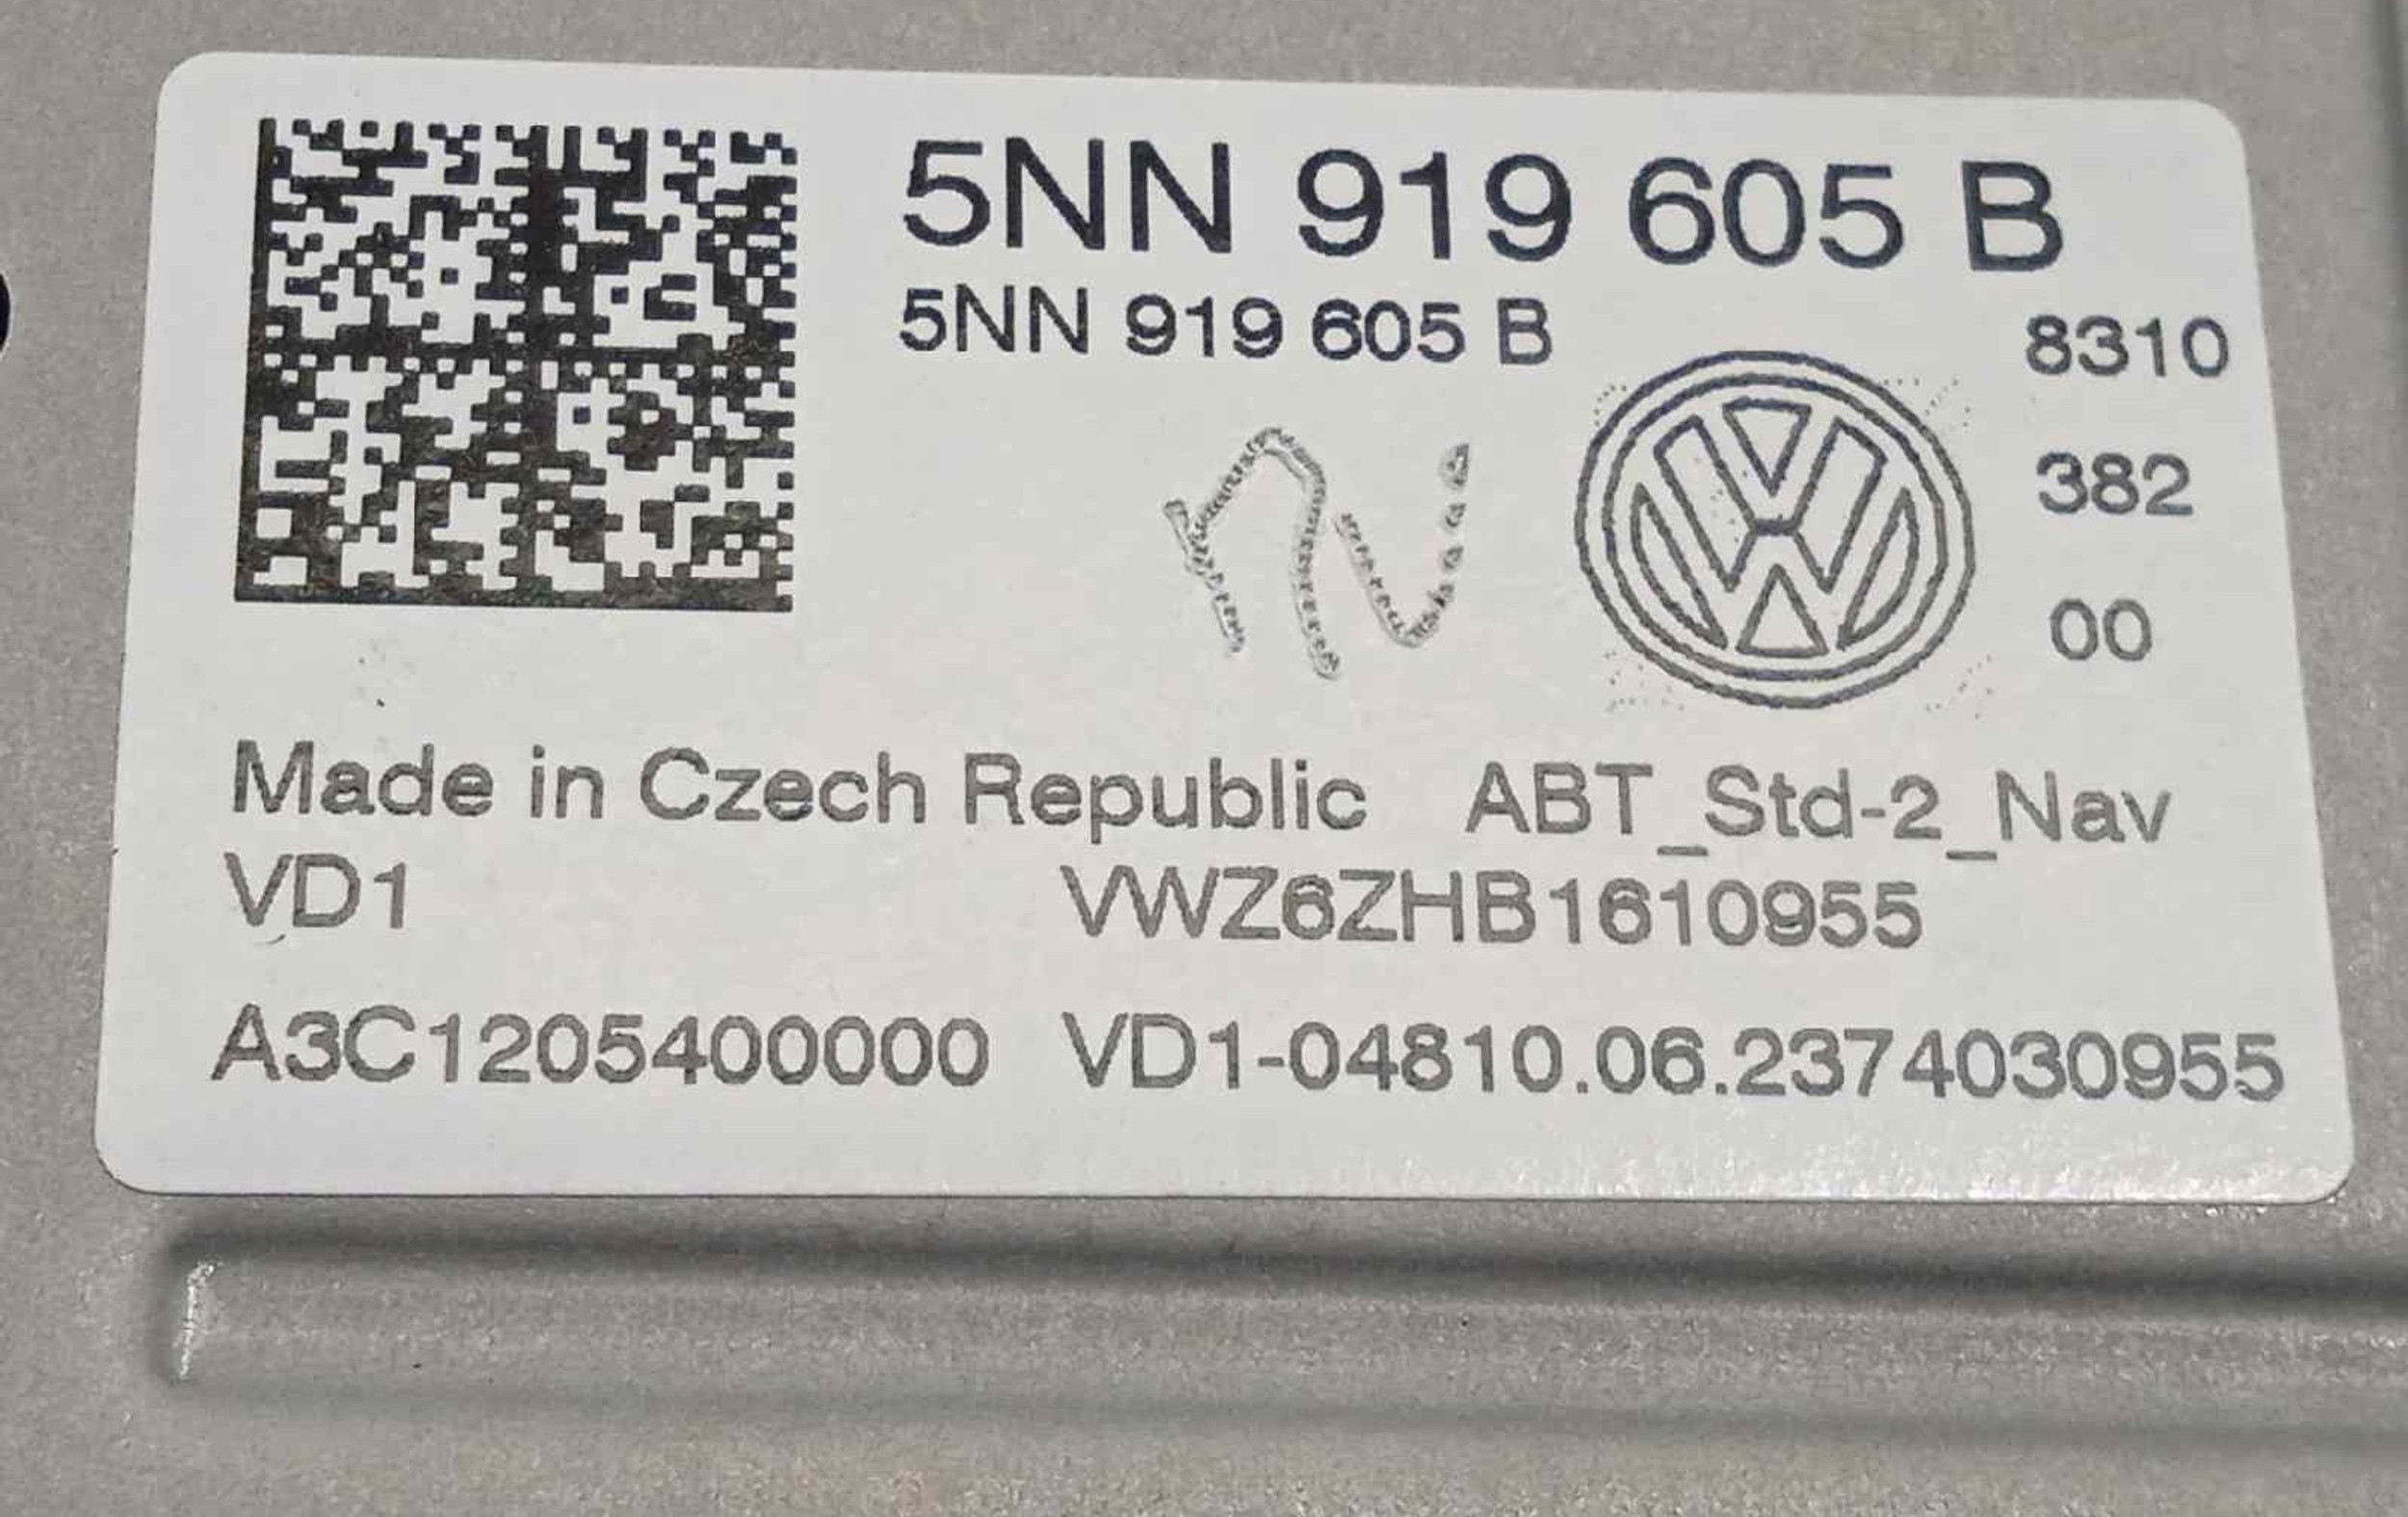 5NN 919 605 B
5NN 919 605 B
8310
382
00
Made in Czech Republic ABT_Std-2_Nav
VD1 VWZ6ZHB1610955
A3C1205400000 VD1-04810.06.2374030955